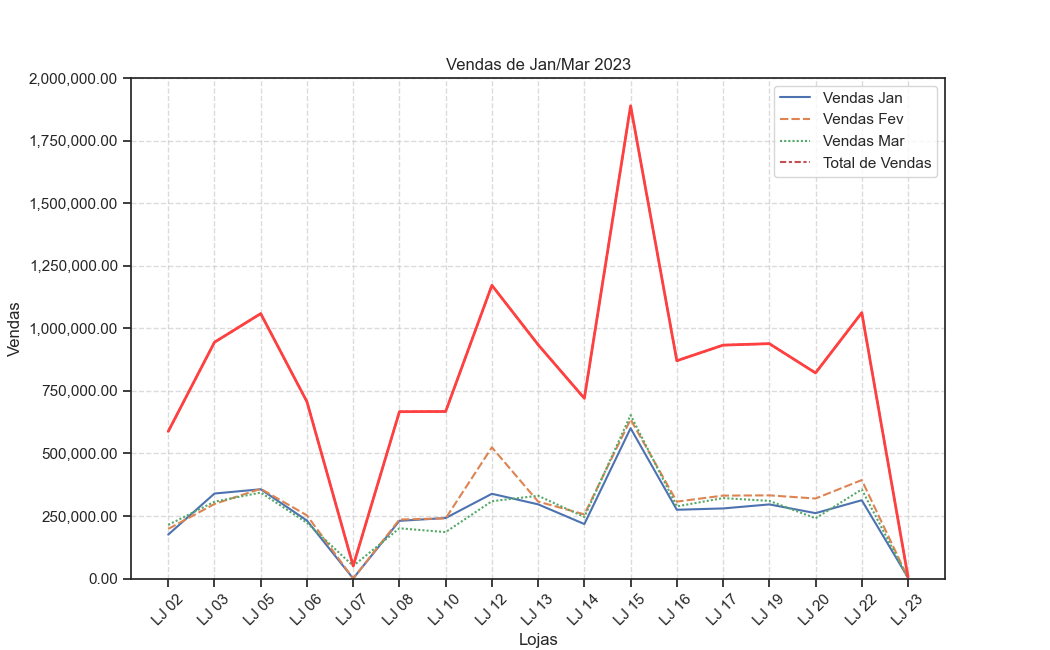 Vendas de Jan/Mar 2023
2,000,000.00
1,750,000.00
1,500,000.00
1,250,000.00
1,000,000.00
750,000.00
500,000.00
250,000.00
0.00
Vendas
Vendas Jan
Vendas Fev
Vendas Mar
Total de Vendas
LJ 02
LJ 03
LJ 05
LJ 06
LJ 07
LJ 08
LJ 10
LJ 12
LJ 13
LJ 14
LJ 15
LJ 16
LJ 17
LJ 19
LJ 20
LJ 22
LJ 23
Lojas